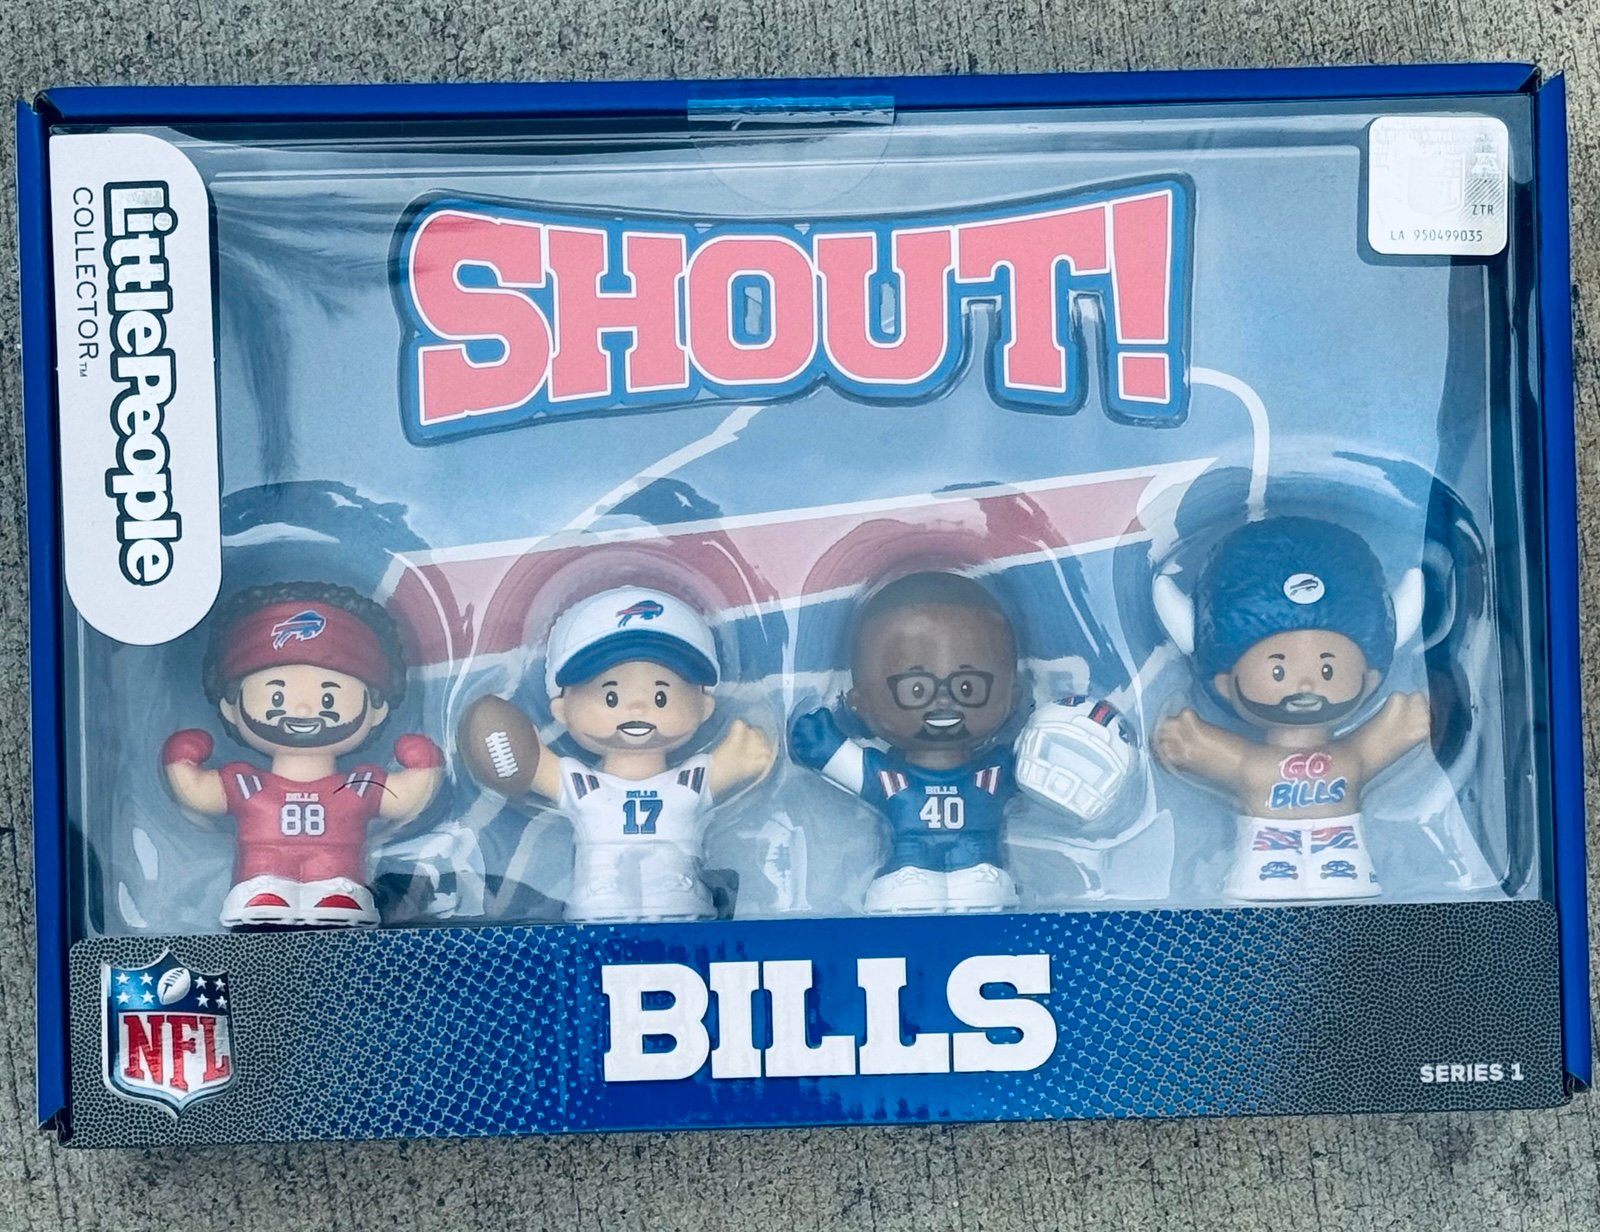 LittlePeople
COLLECTOR™
SHOUT!
ZTR
LA 950499035
BILLS
88
BILLS
17
BILLS
40
GO
BILLS
NFL
BILLS
SERIES 1